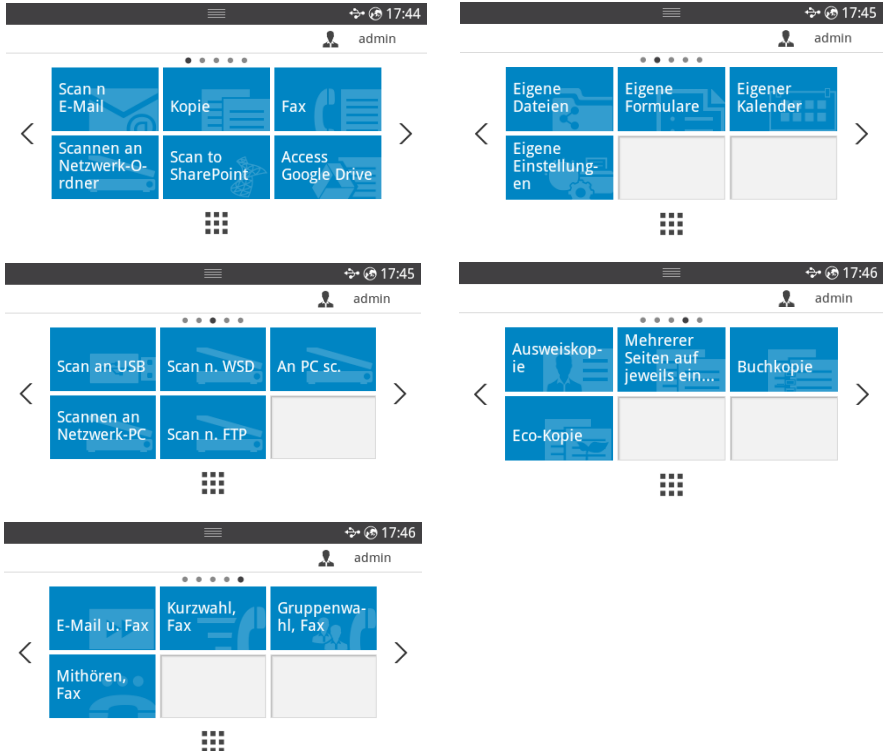 17:44
admin
Scan n
E-Mail
Kopie
Fax
Scannen an
Netzwerk-O-
rdner
Scan to
SharePoint
Access
Google Drive
17:45
admin
Eigene
Dateien
Eigene
Formulare
Eigener
Kalender
Eigene
Einstellung-
en
17:45
admin
Scan an USB
Scan n. WSD
An PC sc.
Scannen an
Netzwerk-PC
Scan n. FTP
17:46
admin
Ausweiskop-
ie
Mehrerer
Seiten auf
jeweils ein...
Buchkopie
Eco-Kopie
17:46
admin
E-Mail u. Fax
Kurzwahl,
Fax
Gruppenwa-
hl, Fax
Mithören,
Fax